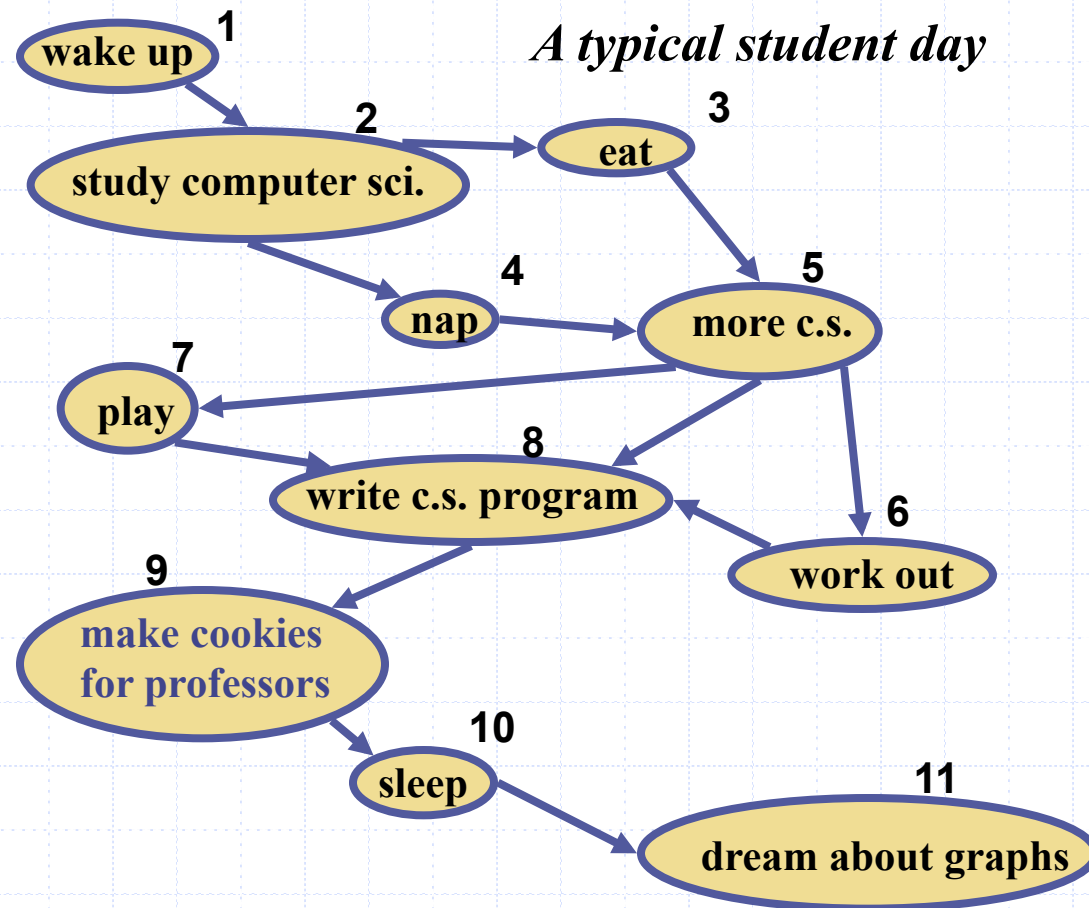 1
wake up
A typical student day
2
3
study computer sci.
eat
4
5
nap
more c.s.
7
play
8
write c.s. program
6
work out
9
make cookies
for professors
10
sleep
11
dream about graphs